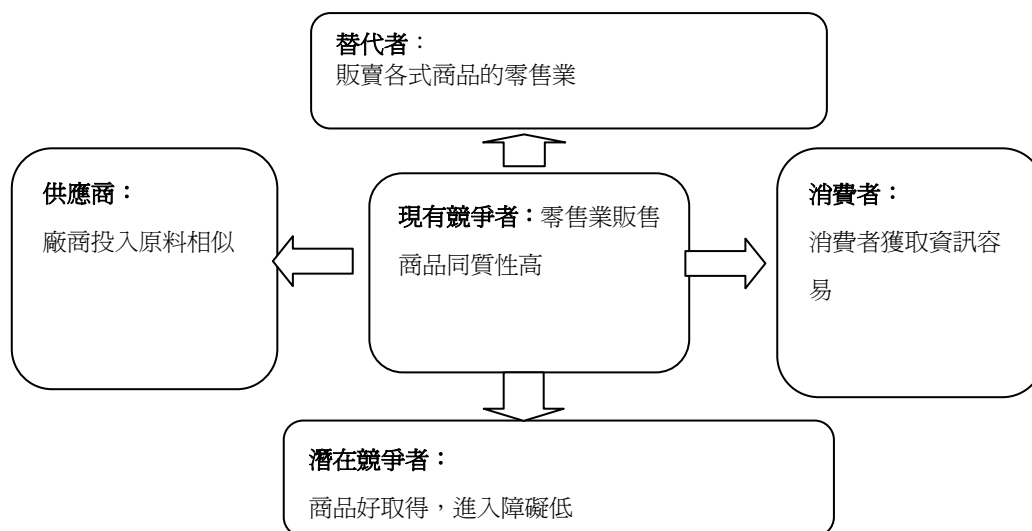 替代者：
販賣各式商品的零售業
供應商：
廠商投入原料相似
現有競爭者：零售業販售
商品同質性高
消費者：
消費者獲取資訊容
易
潛在競爭者：
商品好取得，進入障礙低